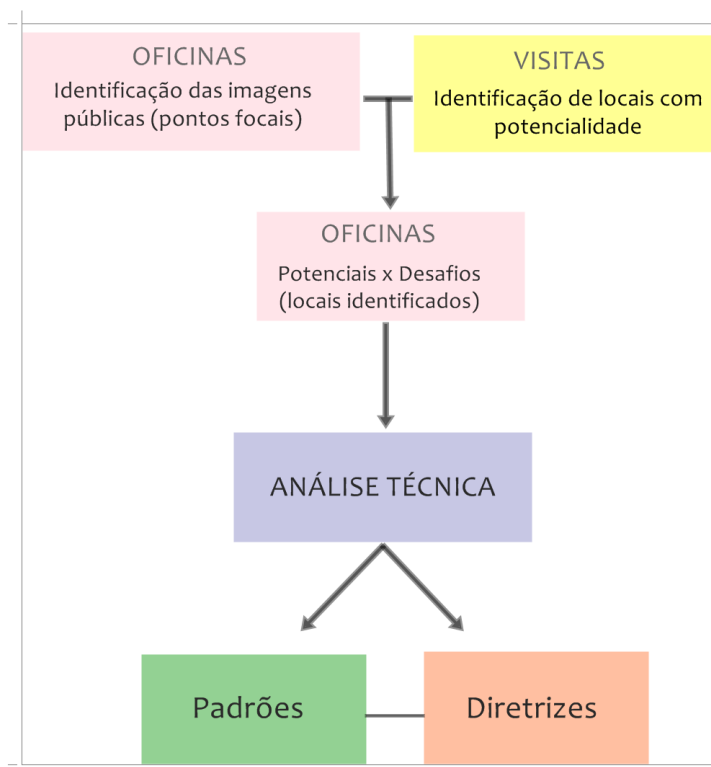 OFICINAS
Identificação das imagens
públicas (pontos focais)
VISITAS
Identificação de locais com
potencialidade
OFICINAS
Potenciais x Desafios
(locais identificados)
ANÁLISE TÉCNICA
Padrões
Diretrizes